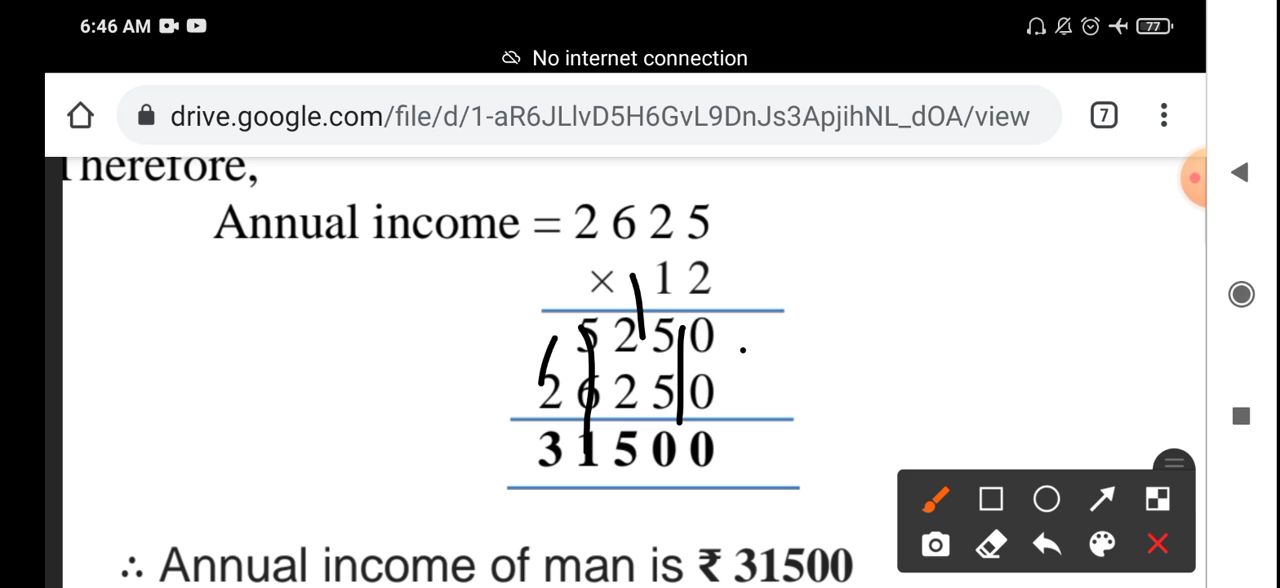 6:46 AM 77
No internet connection
drive.google.com/file/d/1-aR6JLlvD5H6GvL9DnJs3ApjihNL_dOA/view 7
Therefore,
Annual income = 2 6 2 5
× 1 2
5 2 5 0
2 6 2 5 0
3 1 5 0 0
∴ Annual income of man is ₹ 31500